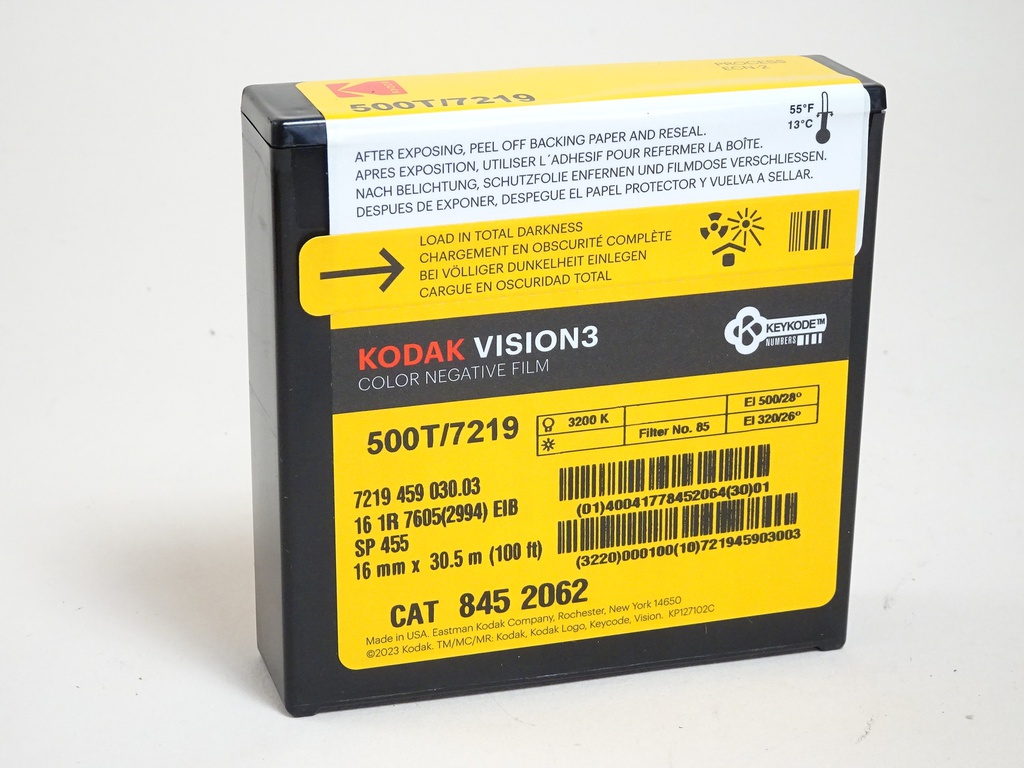 Kodak
500T/7219
PROCESS
ECN-2
55°F
13°C
AFTER EXPOSING, PEEL OFF BACKING PAPER AND RESEAL.
APRES EXPOSITION, UTILISER L´ADHESIF POUR REFERMER LA BOÎTE.
NACH BELICHTUNG, SCHUTZFOLIE ENFERNEN UND FILMDOSE VERSCHLIESSEN.
DESPUES DE EXPONER, DESPEGUE EL PAPEL PROTECTOR Y VUELVA A SELLAR.
LOAD IN TOTAL DARKNESS
CHARGEMENT EN OBSCURITÉ COMPLÈTE
BEI VÖLLIGER DUNKELHEIT EINLEGEN
CARGUE EN OSCURIDAD TOTAL
KODAK VISION3
COLOR NEGATIVE FILM
K KEYKODE™
NUMBERS
500T/7219
3200 K EI 500/28°
Filter No. 85 EI 320/26°
7219 459 030.03
16 1R 7605(2994) EIB
SP 455
16 mm x 30.5 m (100 ft)
(01)40041778452064(30)01
(3220)000100(10)721945903003
CAT 845 2062
Made in USA. Eastman Kodak Company, Rochester, New York 14650
©2023 Kodak. TM/MC/MR: Kodak, Kodak Logo, Keycode, Vision. KP127102C